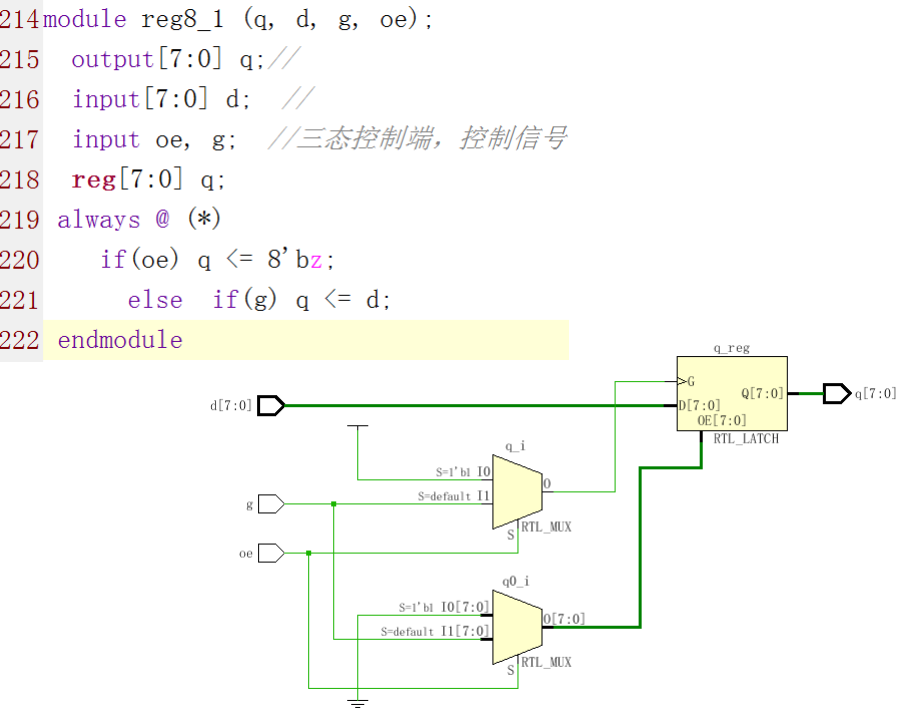 214 module reg8_1 (q, d, g, oe);
215 output[7:0] q;//
216 input[7:0] d; //
217 input oe, g; //三态控制端，控制信号
218 reg[7:0] q;
219 always @ (*)
220 if(oe) q <= 8'bz;
221 else if(g) q <= d;
222 endmodule
q_reg
G
Q[7:0]
q[7:0]
d[7:0]
D[7:0]
OE[7:0]
RTL_LATCH
q_i
S=1'b1 I0
O
S=default I1
g
S
RTL_MUX
oe
q0_i
S=1'b1 I0[7:0]
O[7:0]
S=default I1[7:0]
S
RTL_MUX